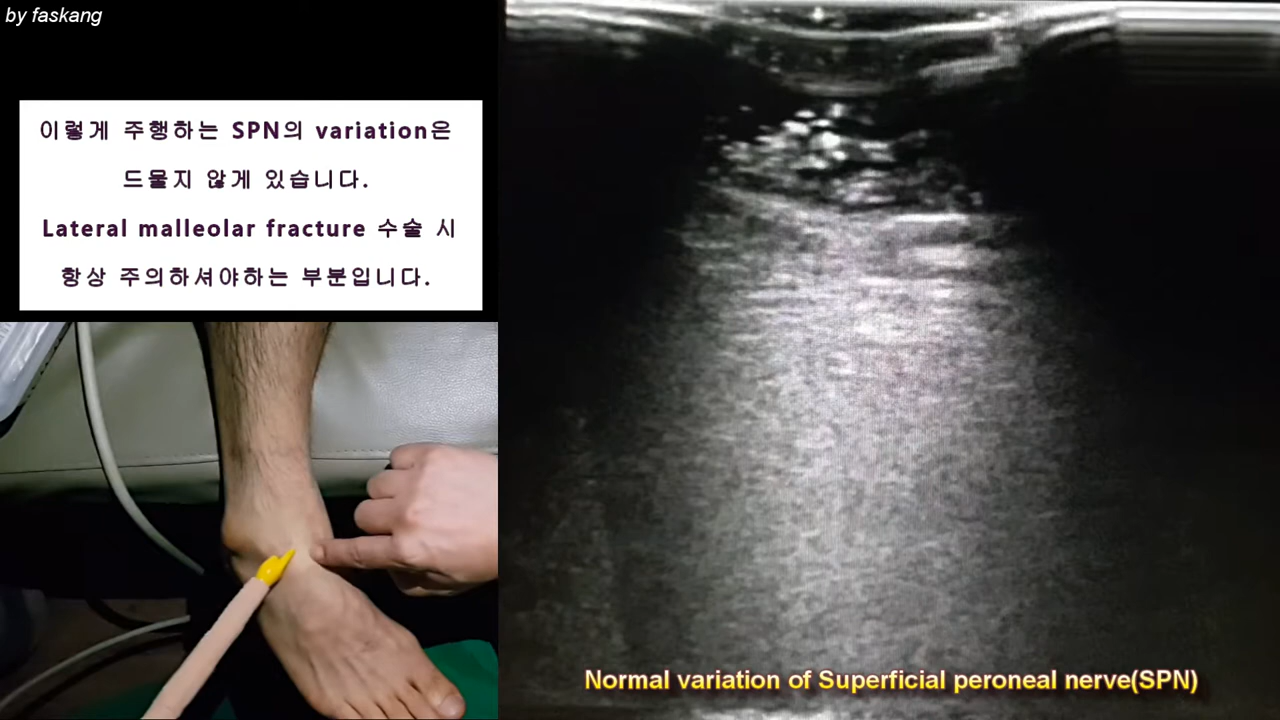 by faskang
이렇게 주행하는 SPN의 variation은
드물지 않게 있습니다.
Lateral malleolar fracture 수술 시
항상 주의하셔야하는 부분입니다.
Normal variation of Superficial peroneal nerve(SPN)